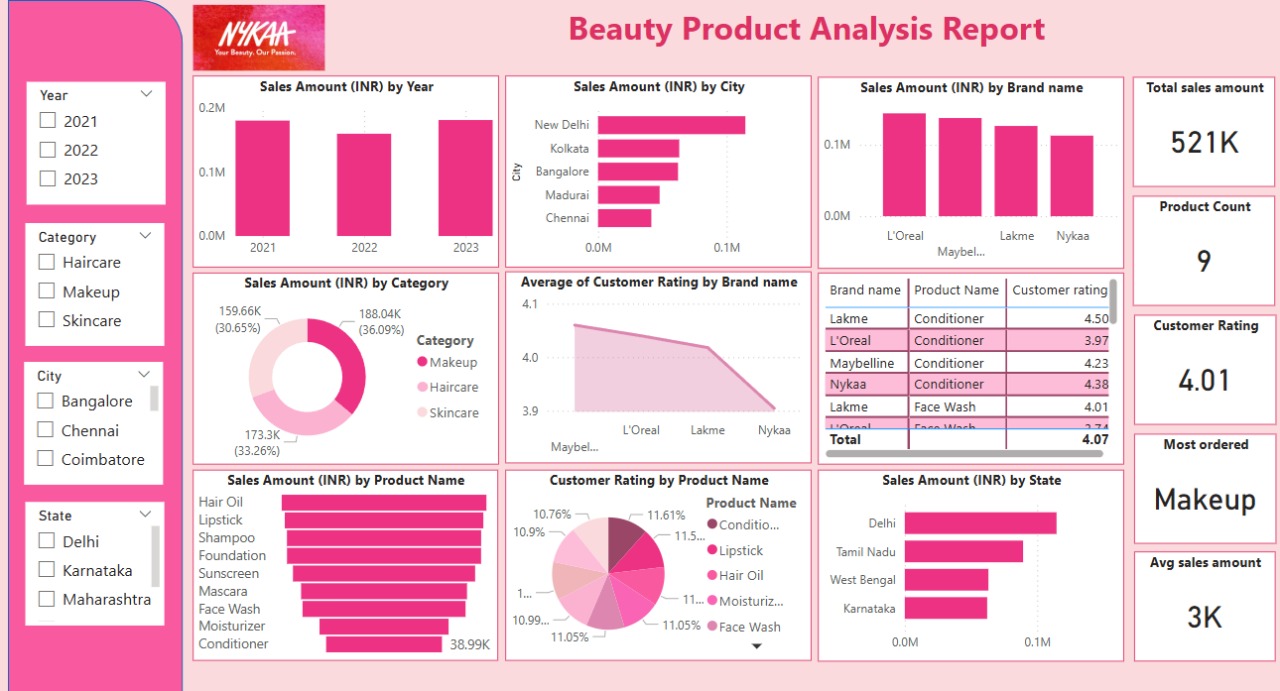 NYKAA
Your Beauty. Our Passion.
Beauty Product Analysis Report
Year
2021
2022
2023
Category
Haircare
Makeup
Skincare
City
Bangalore
Chennai
Coimbatore
State
Delhi
Karnataka
Maharashtra
Sales Amount (INR) by Year
0.2M
0.1M
0.0M
2021 2022 2023
Sales Amount (INR) by City
City
New Delhi
Kolkata
Bangalore
Madurai
Chennai
0.0M 0.1M
Sales Amount (INR) by Brand name
0.1M
0.0M
L'Oreal Maybel... Lakme Nykaa
Total sales amount
521K
Product Count
9
Customer Rating
4.01
Most ordered
Makeup
Avg sales amount
3K
Sales Amount (INR) by Category
159.66K
(30.65%)
188.04K
(36.09%)
173.3K
(33.26%)
Category
Makeup
Haircare
Skincare
Average of Customer Rating by Brand name
4.1
4.0
3.9
Maybel... L'Oreal Lakme Nykaa
Brand name Product Name Customer rating
Lakme Conditioner 4.50
L'Oreal Conditioner 3.97
Maybelline Conditioner 4.23
Nykaa Conditioner 4.38
Lakme Face Wash 4.01
L'Oreal Face Wash 3.74
Total 4.07
Sales Amount (INR) by Product Name
Hair Oil
Lipstick
Shampoo
Foundation
Sunscreen
Mascara
Face Wash
Moisturizer
Conditioner 38.99K
Customer Rating by Product Name
10.76%
11.61%
10.9%
11.5...
1...
11...
10.99...
11.05%
11.05%
Product Name
Conditio...
Lipstick
Hair Oil
Moisturiz...
Face Wash
Sales Amount (INR) by State
Delhi
Tamil Nadu
West Bengal
Karnataka
0.0M 0.1M